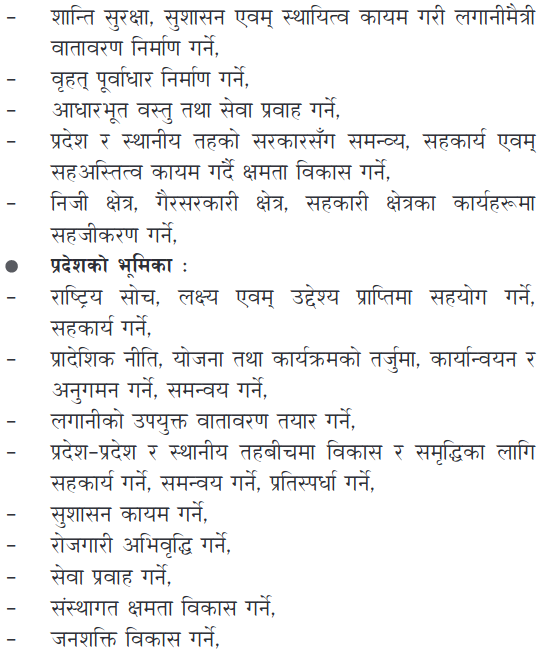 – शान्ति सुरक्षा, सुशासन एवम् स्थायित्व कायम गरी लगानीमैत्री
वातावरण निर्माण गर्ने,
– वृहत् पूर्वाधार निर्माण गर्ने,
– आधारभूत वस्तु तथा सेवा प्रवाह गर्ने,
– प्रदेश र स्थानीय तहको सरकारसँग समन्व्य, सहकार्य एवम्
सहअस्तित्व कायम गर्दै क्षमता विकास गर्ने,
– निजी क्षेत्र, गैरसरकारी क्षेत्र, सहकारी क्षेत्रका कार्यहरूमा
सहजीकरण गर्ने,
● प्रदेशको भूमिका :
– राष्ट्रिय सोच, लक्ष्य एवम् उद्देश्य प्राप्तिमा सहयोग गर्ने,
सहकार्य गर्ने,
– प्रादेशिक नीति, योजना तथा कार्यक्रमको तर्जुमा, कार्यान्वयन र
अनुगमन गर्ने, समन्वय गर्ने,
– लगानीको उपयुक्त वातावरण तयार गर्ने,
– प्रदेश-प्रदेश र स्थानीय तहबीचमा विकास र समृद्धिका लागि
सहकार्य गर्ने, समन्वय गर्ने, प्रतिस्पर्धा गर्ने,
– सुशासन कायम गर्ने,
– रोजगारी अभिवृद्धि गर्ने,
– सेवा प्रवाह गर्ने,
– संस्थागत क्षमता विकास गर्ने,
– जनशक्ति विकास गर्ने,